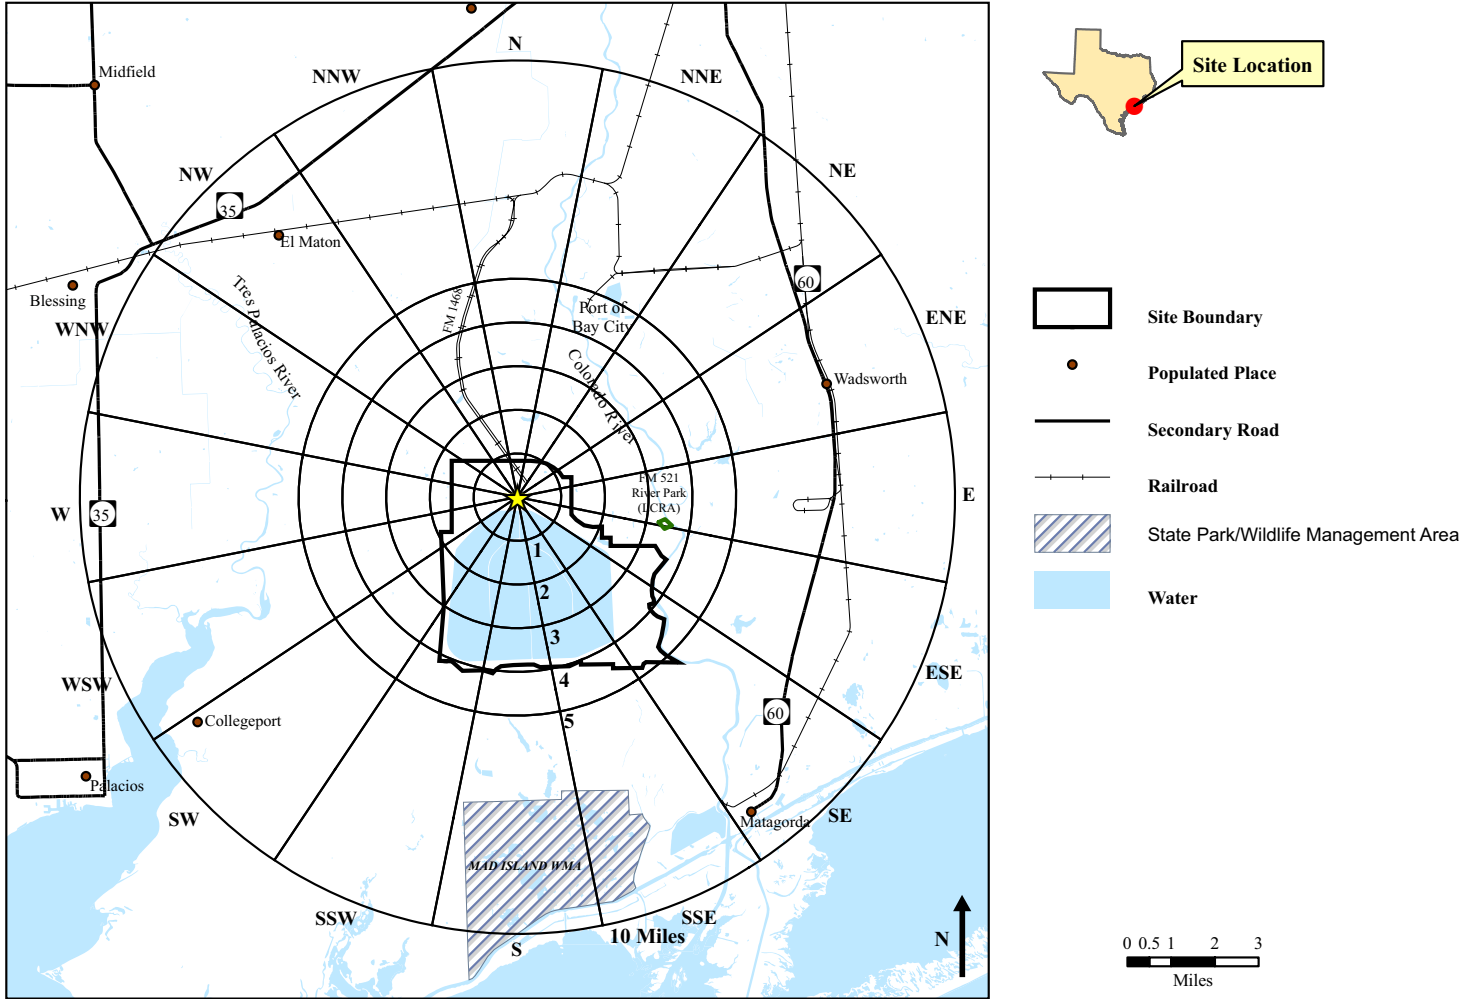 N
NNW
NNE
Midfield
NW
NE
35
El Maton
Blessing
Tres Palacios River
FM 1468
Port of
Bay City
60
WNW
ENE
Colorado River
Wadsworth
FM 521
River Park
(LCRA)
W
35
E
1
2
3
4
5
WSW
ESE
Collegeport
60
Palacios
SW
Matagorda
SE
MAD ISLAND WMA
SSW
SSE
S
10 Miles
N
Site Location
Site Boundary
Populated Place
Secondary Road
Railroad
State Park/Wildlife Management Area
Water
0 0.5 1 2 3
Miles